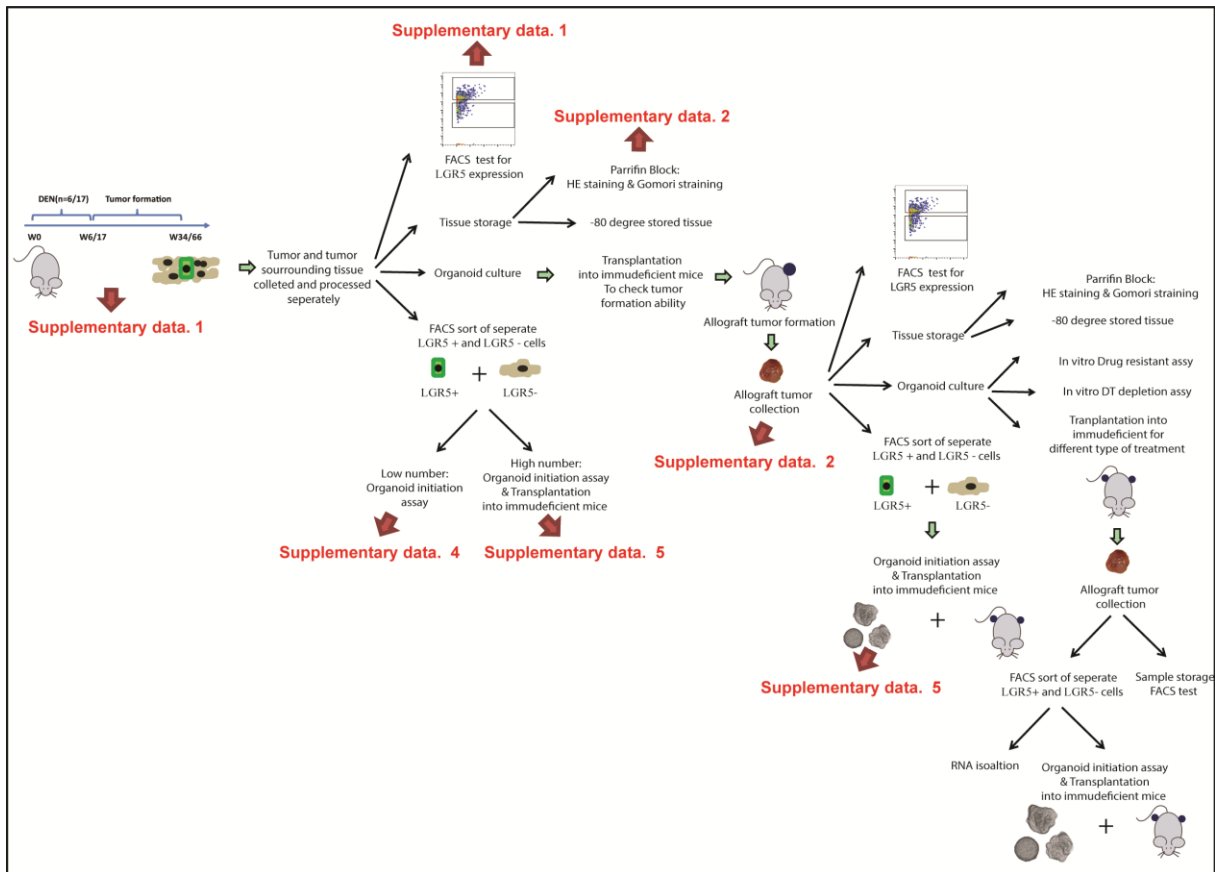 Supplementary data. 1
FACS test for
LGR5 expression
Supplementary data. 2
Parrifin Block:
HE staining & Gomori straining
Tissue storage
-80 degree stored tissue
DEN(n=6/17)
Tumor formation
W0
W6/17
W34/66
Supplementary data. 1
Tumor and tumor
sourrounding tissue
colleted and processed
seperately
Organoid culture
Transplantation
into immudeficient mice
To check tumor
formation ability
Allograft tumor formation
Allograft tumor
collection
Supplementary data. 2
FACS sort of seperate
LGR5 + and LGR5 - cells
+
LGR5+
LGR5-
Low number:
Organoid initiation
assay
High number:
Organoid initiation assay
& Transplantation
into immudeficient mice
Supplementary data. 4
Supplementary data. 5
FACS test for
LGR5 expression
Tissue storage
Parrifin Block:
HE staining & Gomori straining
-80 degree stored tissue
Organoid culture
In vitro Drug resistant assy
In vitro DT depletion assy
Tranplantation into
immudeficient for
different type of treatment
FACS sort of seperate
LGR5 + and LGR5 - cells
+
LGR5+
LGR5-
Organoid initiation assay
& Transplantation
into immudeficient mice
+
Supplementary data. 5
Allograft tumor
collection
FACS sort of seperate
LGR5+ and LGR5- cells
Sample storage
FACS test
RNA isoaltion
Organoid initiation assay
& Transplantation
into immudeficient mice
+